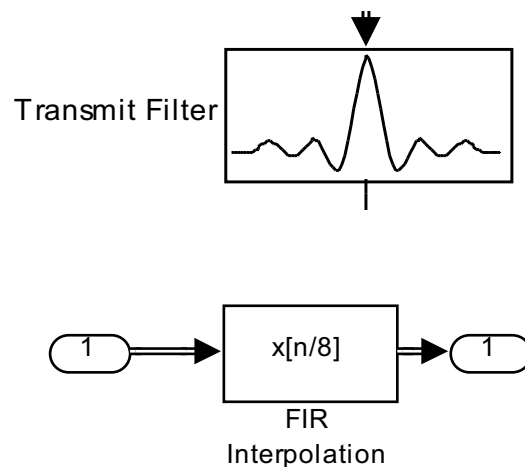 Transmit Filter
1
x[n/8]
1
FIR
Interpolation